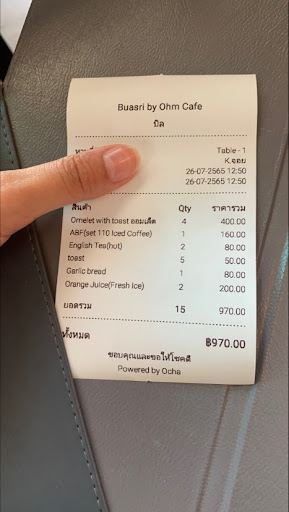 Buasri by Ohm Cafe
บิล
Table - 1
K.จอย
26-07-2565 12:50
26-07-2565 12:50
สินค้า Qty ราคารวม
Omelet with toast ออมเล็ต 4 400.00
ABF(set 110 Iced Coffee) 1 160.00
English Tea(hot) 2 80.00
toast 5 50.00
Garlic bread 1 80.00
Orange Juice(Fresh Ice) 2 200.00
ยอดรวม 15 970.00
ทั้งหมด ฿970.00
ขอบคุณและขอให้โชคดี
Powered by Ocha